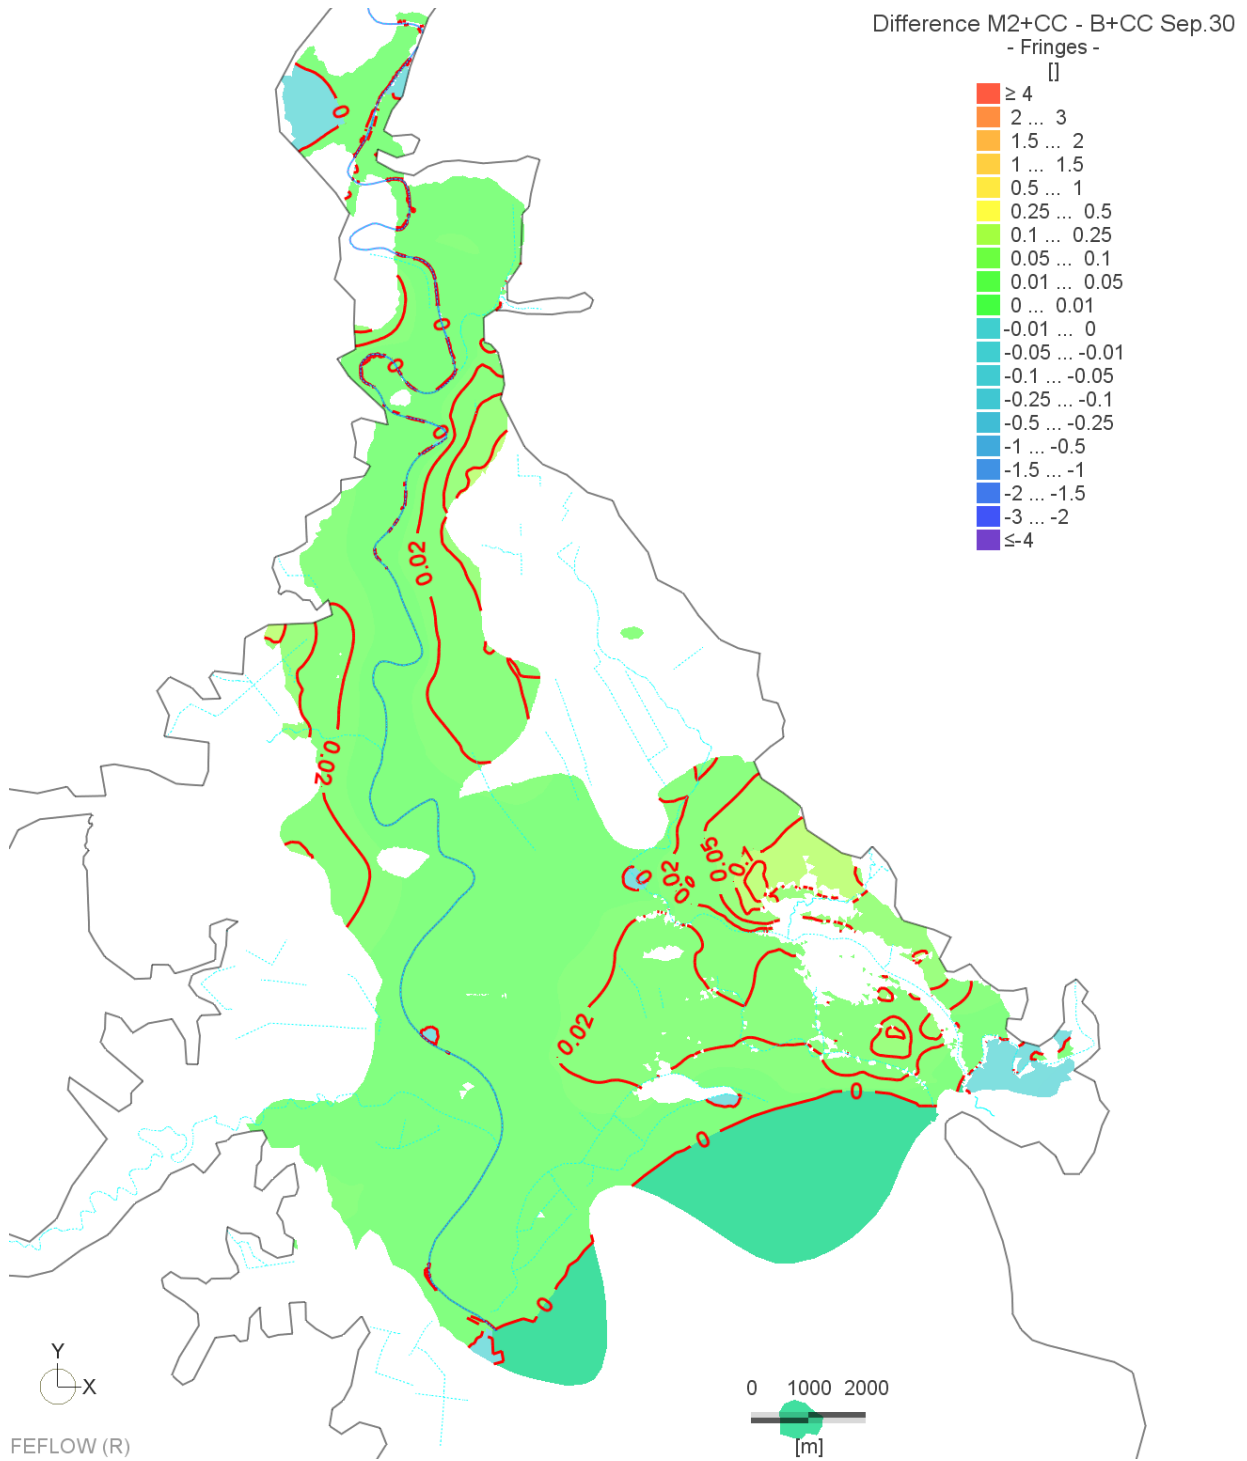 Difference M2+CC - B+CC Sep.30
- Fringes -
[]
≥ 4
2 ... 3
1.5 ... 2
1 ... 1.5
0.5 ... 1
0.25 ... 0.5
0.1 ... 0.25
0.05 ... 0.1
0.01 ... 0.05
0 ... 0.01
-0.01 ... 0
-0.05 ... -0.01
-0.1 ... -0.05
-0.25 ... -0.1
-0.5 ... -0.25
-1 ... -0.5
-1.5 ... -1
-2 ... -1.5
-3 ... -2
≤-4
0
0
0
0
0.02
0.02
0
0.02
0
0.05
0.1
0.02
0
0
0
Y
X
0 1000 2000
[m]
FEFLOW (R)